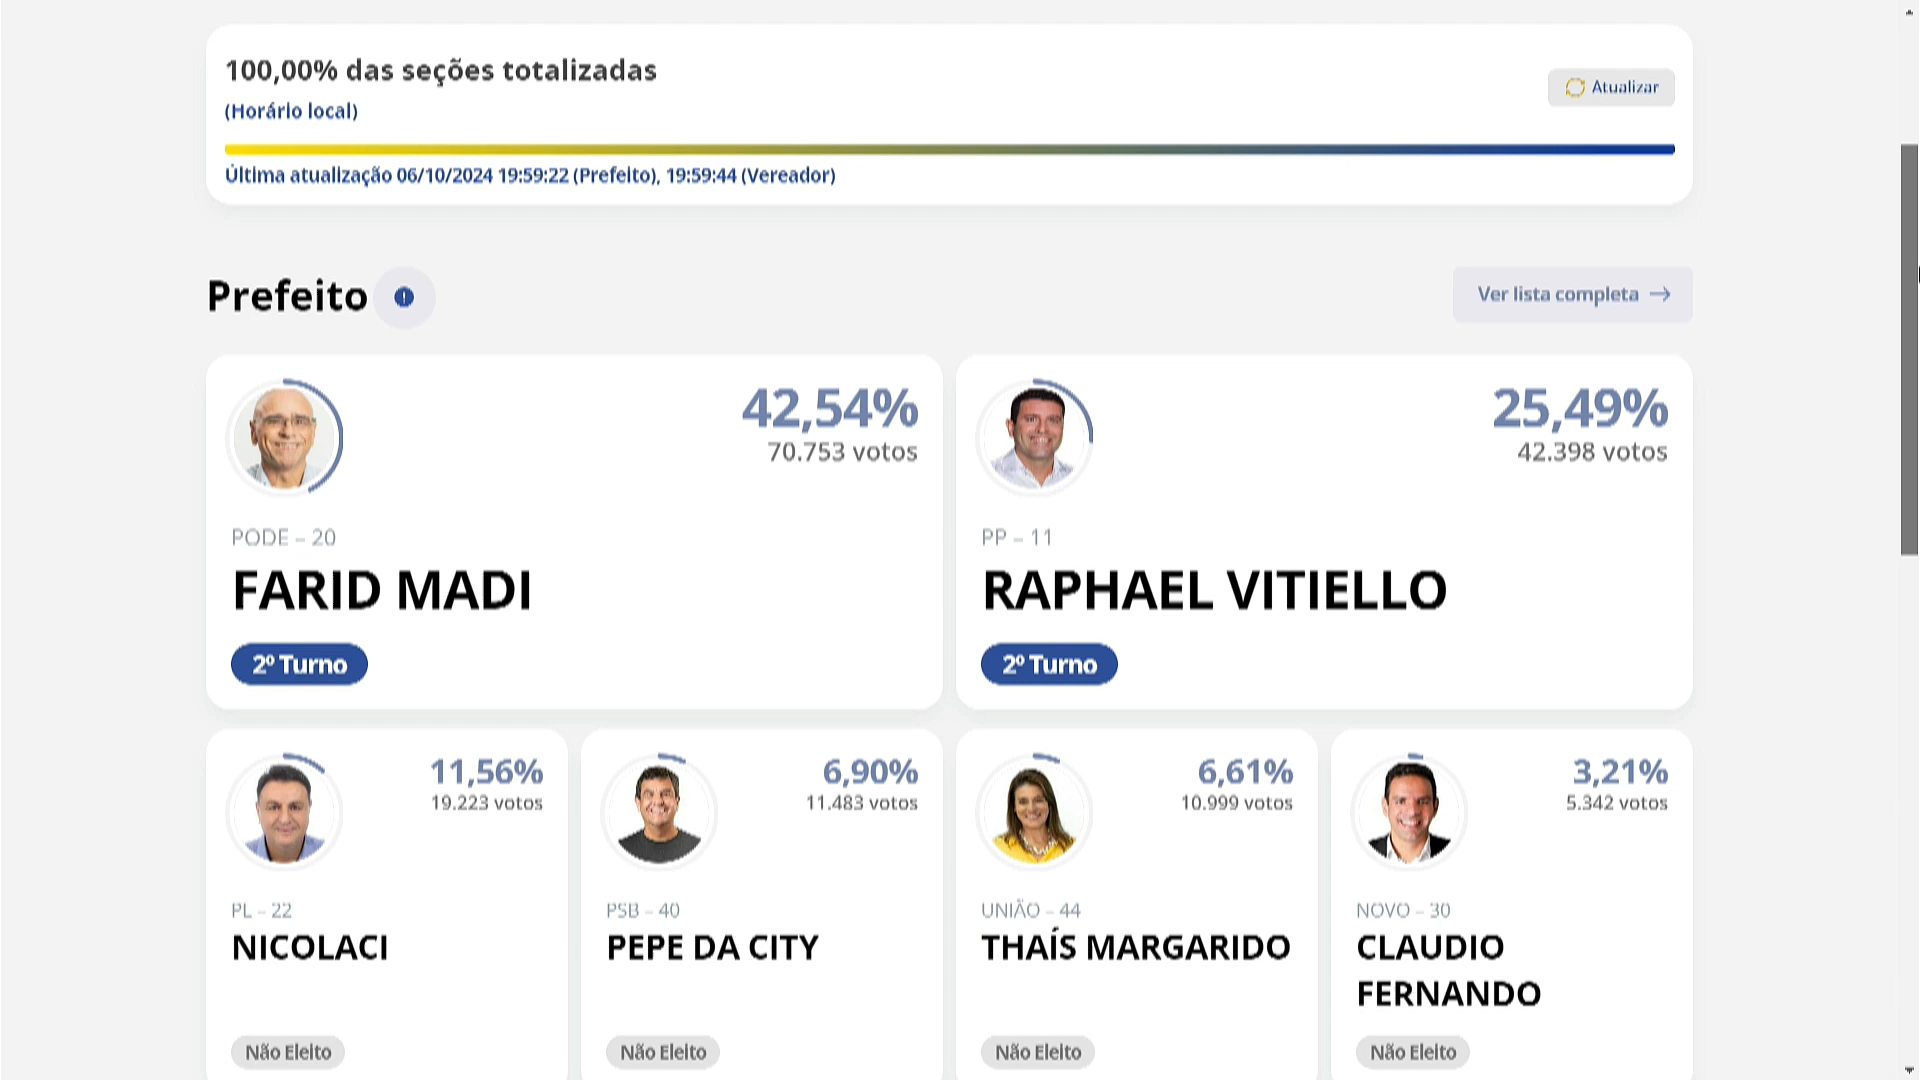 100,00% das seções totalizadas
(Horário local)
Atualizar
Última atualização 06/10/2024 19:59:22 (Prefeito), 19:59:44 (Vereador)
Prefeito
Ver lista completa →
42,54%
70.753 votos
PODE – 20
FARID MADI
2º Turno
25,49%
42.398 votos
PP – 11
RAPHAEL VITIELLO
2º Turno
11,56%
19.223 votos
PL – 22
NICOLACI
Não Eleito
6,90%
11.483 votos
PSB – 40
PEPE DA CITY
Não Eleito
6,61%
10.999 votos
UNIÃO – 44
THAÍS MARGARIDO
Não Eleito
3,21%
5.342 votos
NOVO – 30
CLAUDIO
FERNANDO
Não Eleito